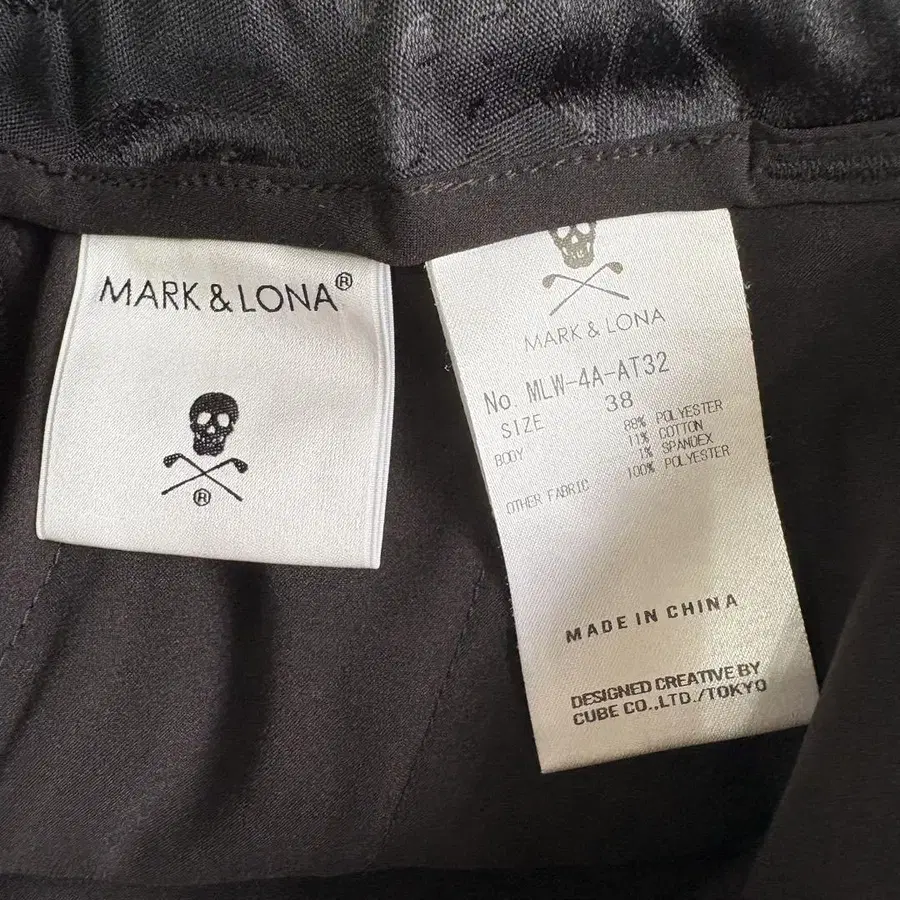 MARK & LONA®
®
MARK & LONA
No. MLW-4A-AT32
SIZE 38
BODY 88% POLYESTER
11% COTTON
1% SPANDEX
OTHER FABRIC 100% POLYESTER
MADE IN CHINA
DESIGNED CREATIVE BY
CUBE CO.,LTD./TOKYO